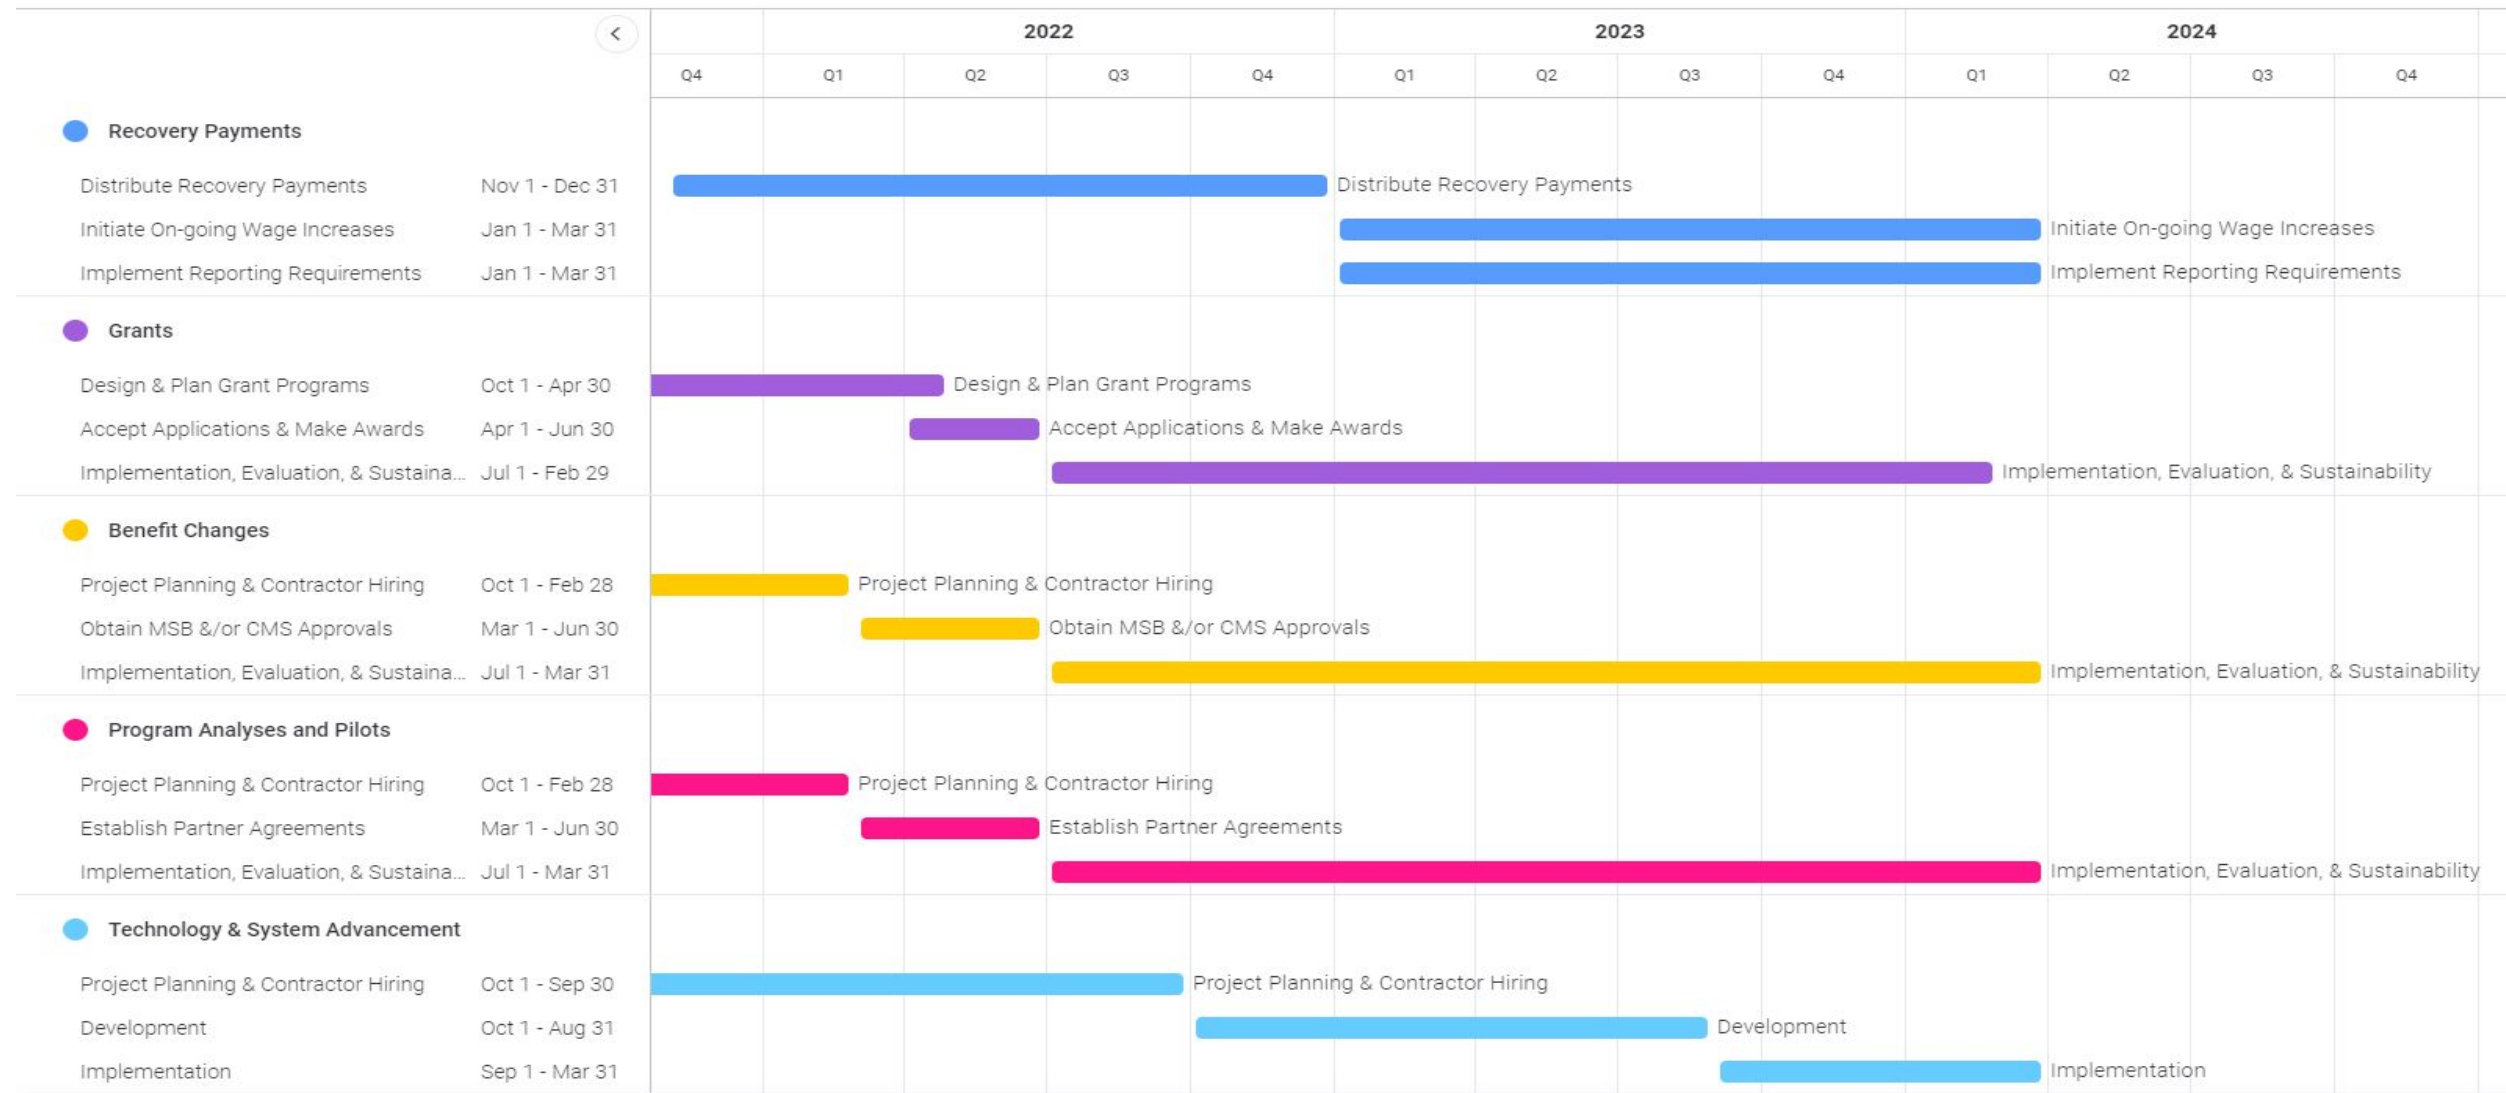 2022 2023 2024
Q4 Q1 Q2 Q3 Q4 Q1 Q2 Q3 Q4 Q1 Q2 Q3 Q4
Recovery Payments
Distribute Recovery Payments Nov 1 - Dec 31 Distribute Recovery Payments
Initiate On-going Wage Increases Jan 1 - Mar 31 Initiate On-going Wage Increases
Implement Reporting Requirements Jan 1 - Mar 31 Implement Reporting Requirements
Grants
Design & Plan Grant Programs Oct 1 - Apr 30 Design & Plan Grant Programs
Accept Applications & Make Awards Apr 1 - Jun 30 Accept Applications & Make Awards
Implementation, Evaluation, & Sustaina... Jul 1 - Feb 29 Implementation, Evaluation, & Sustainability
Benefit Changes
Project Planning & Contractor Hiring Oct 1 - Feb 28 Project Planning & Contractor Hiring
Obtain MSB &/or CMS Approvals Mar 1 - Jun 30 Obtain MSB &/or CMS Approvals
Implementation, Evaluation, & Sustaina... Jul 1 - Mar 31 Implementation, Evaluation, & Sustainability
Program Analyses and Pilots
Project Planning & Contractor Hiring Oct 1 - Feb 28 Project Planning & Contractor Hiring
Establish Partner Agreements Mar 1 - Jun 30 Establish Partner Agreements
Implementation, Evaluation, & Sustaina... Jul 1 - Mar 31 Implementation, Evaluation, & Sustainability
Technology & System Advancement
Project Planning & Contractor Hiring Oct 1 - Sep 30 Project Planning & Contractor Hiring
Development Oct 1 - Aug 31 Development
Implementation Sep 1 - Mar 31 Implementation